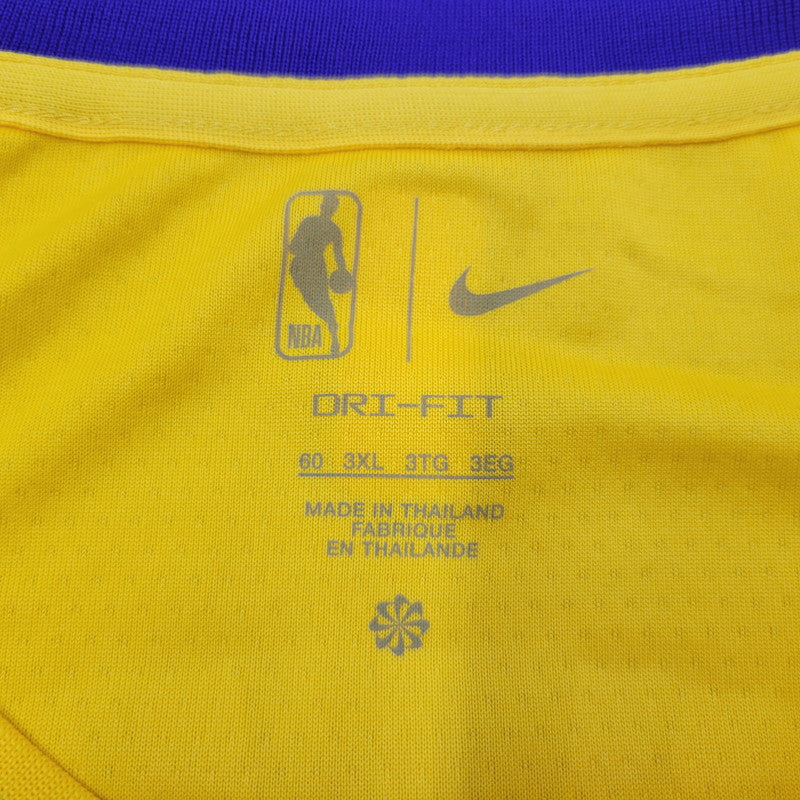 NBA
DRI-FIT
60 3XL 3TG 3EG
MADE IN THAILAND
FABRIQUE
EN THAILANDE